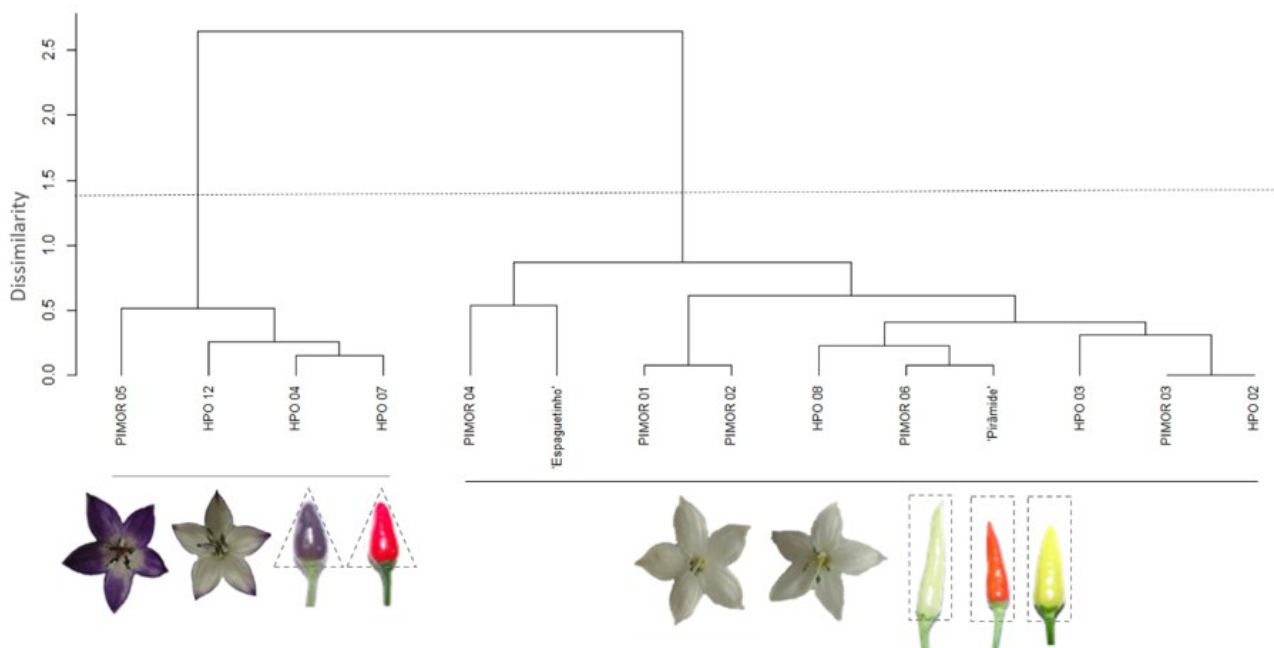 Dissimilarity
2.5
2.0
1.5
1.0
0.5
0.0
PIMOR 05
HPO 12
HPO 04
HPO 07
PIMOR 04
'Espaguetinho'
PIMOR 01
PIMOR 02
HPO 08
PIMOR 06
'Pirâmide'
HPO 03
PIMOR 03
HPO 02